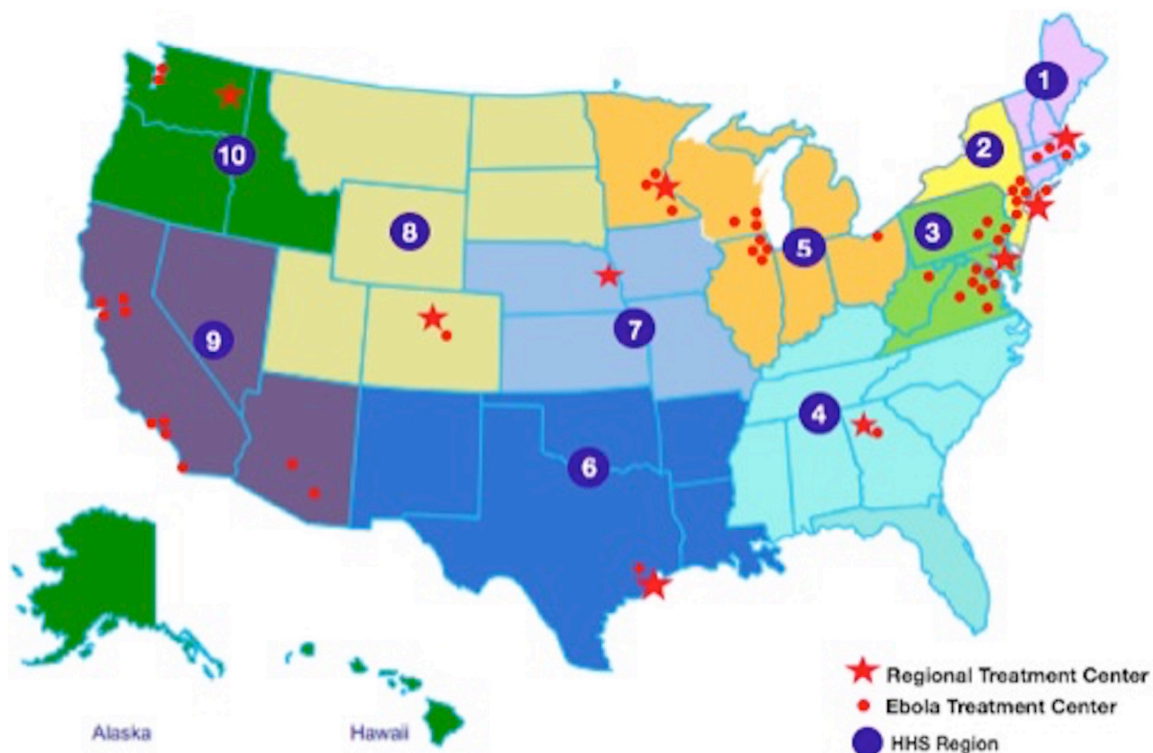 1
2
10
3
8
5
7
9
4
6
Regional Treatment Center
Ebola Treatment Center
Alaska
Hawaii
HHS Region